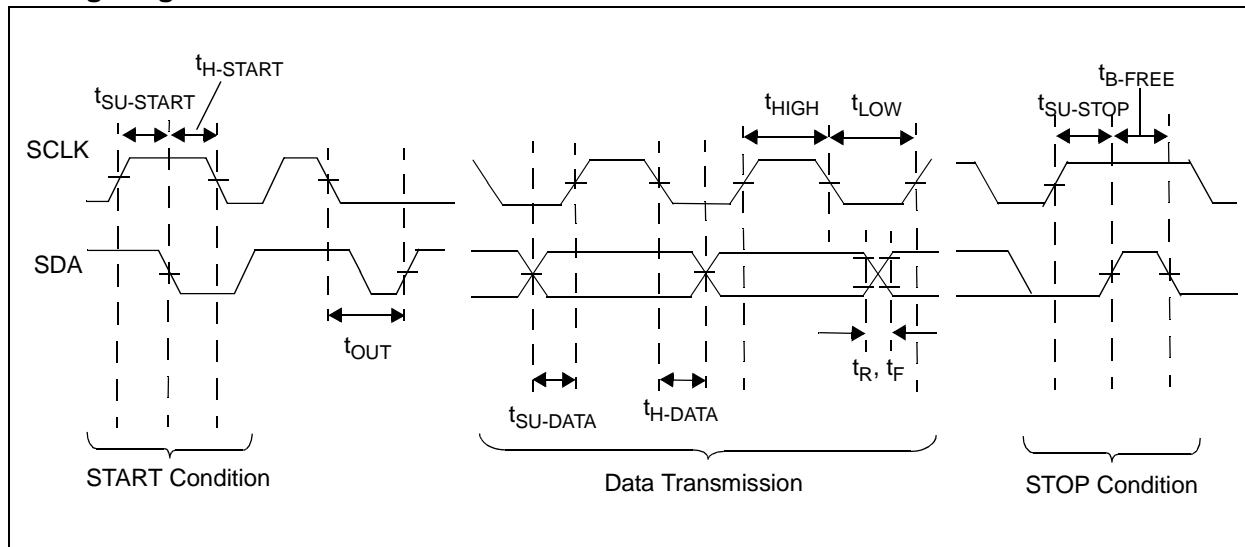 tH-START
tSU-START
tB-FREE
tHIGH
tLOW
tSU-STOP
SCLK
SDA
tOUT
tR, tF
tSU-DATA
tH-DATA
START Condition
Data Transmission
STOP Condition